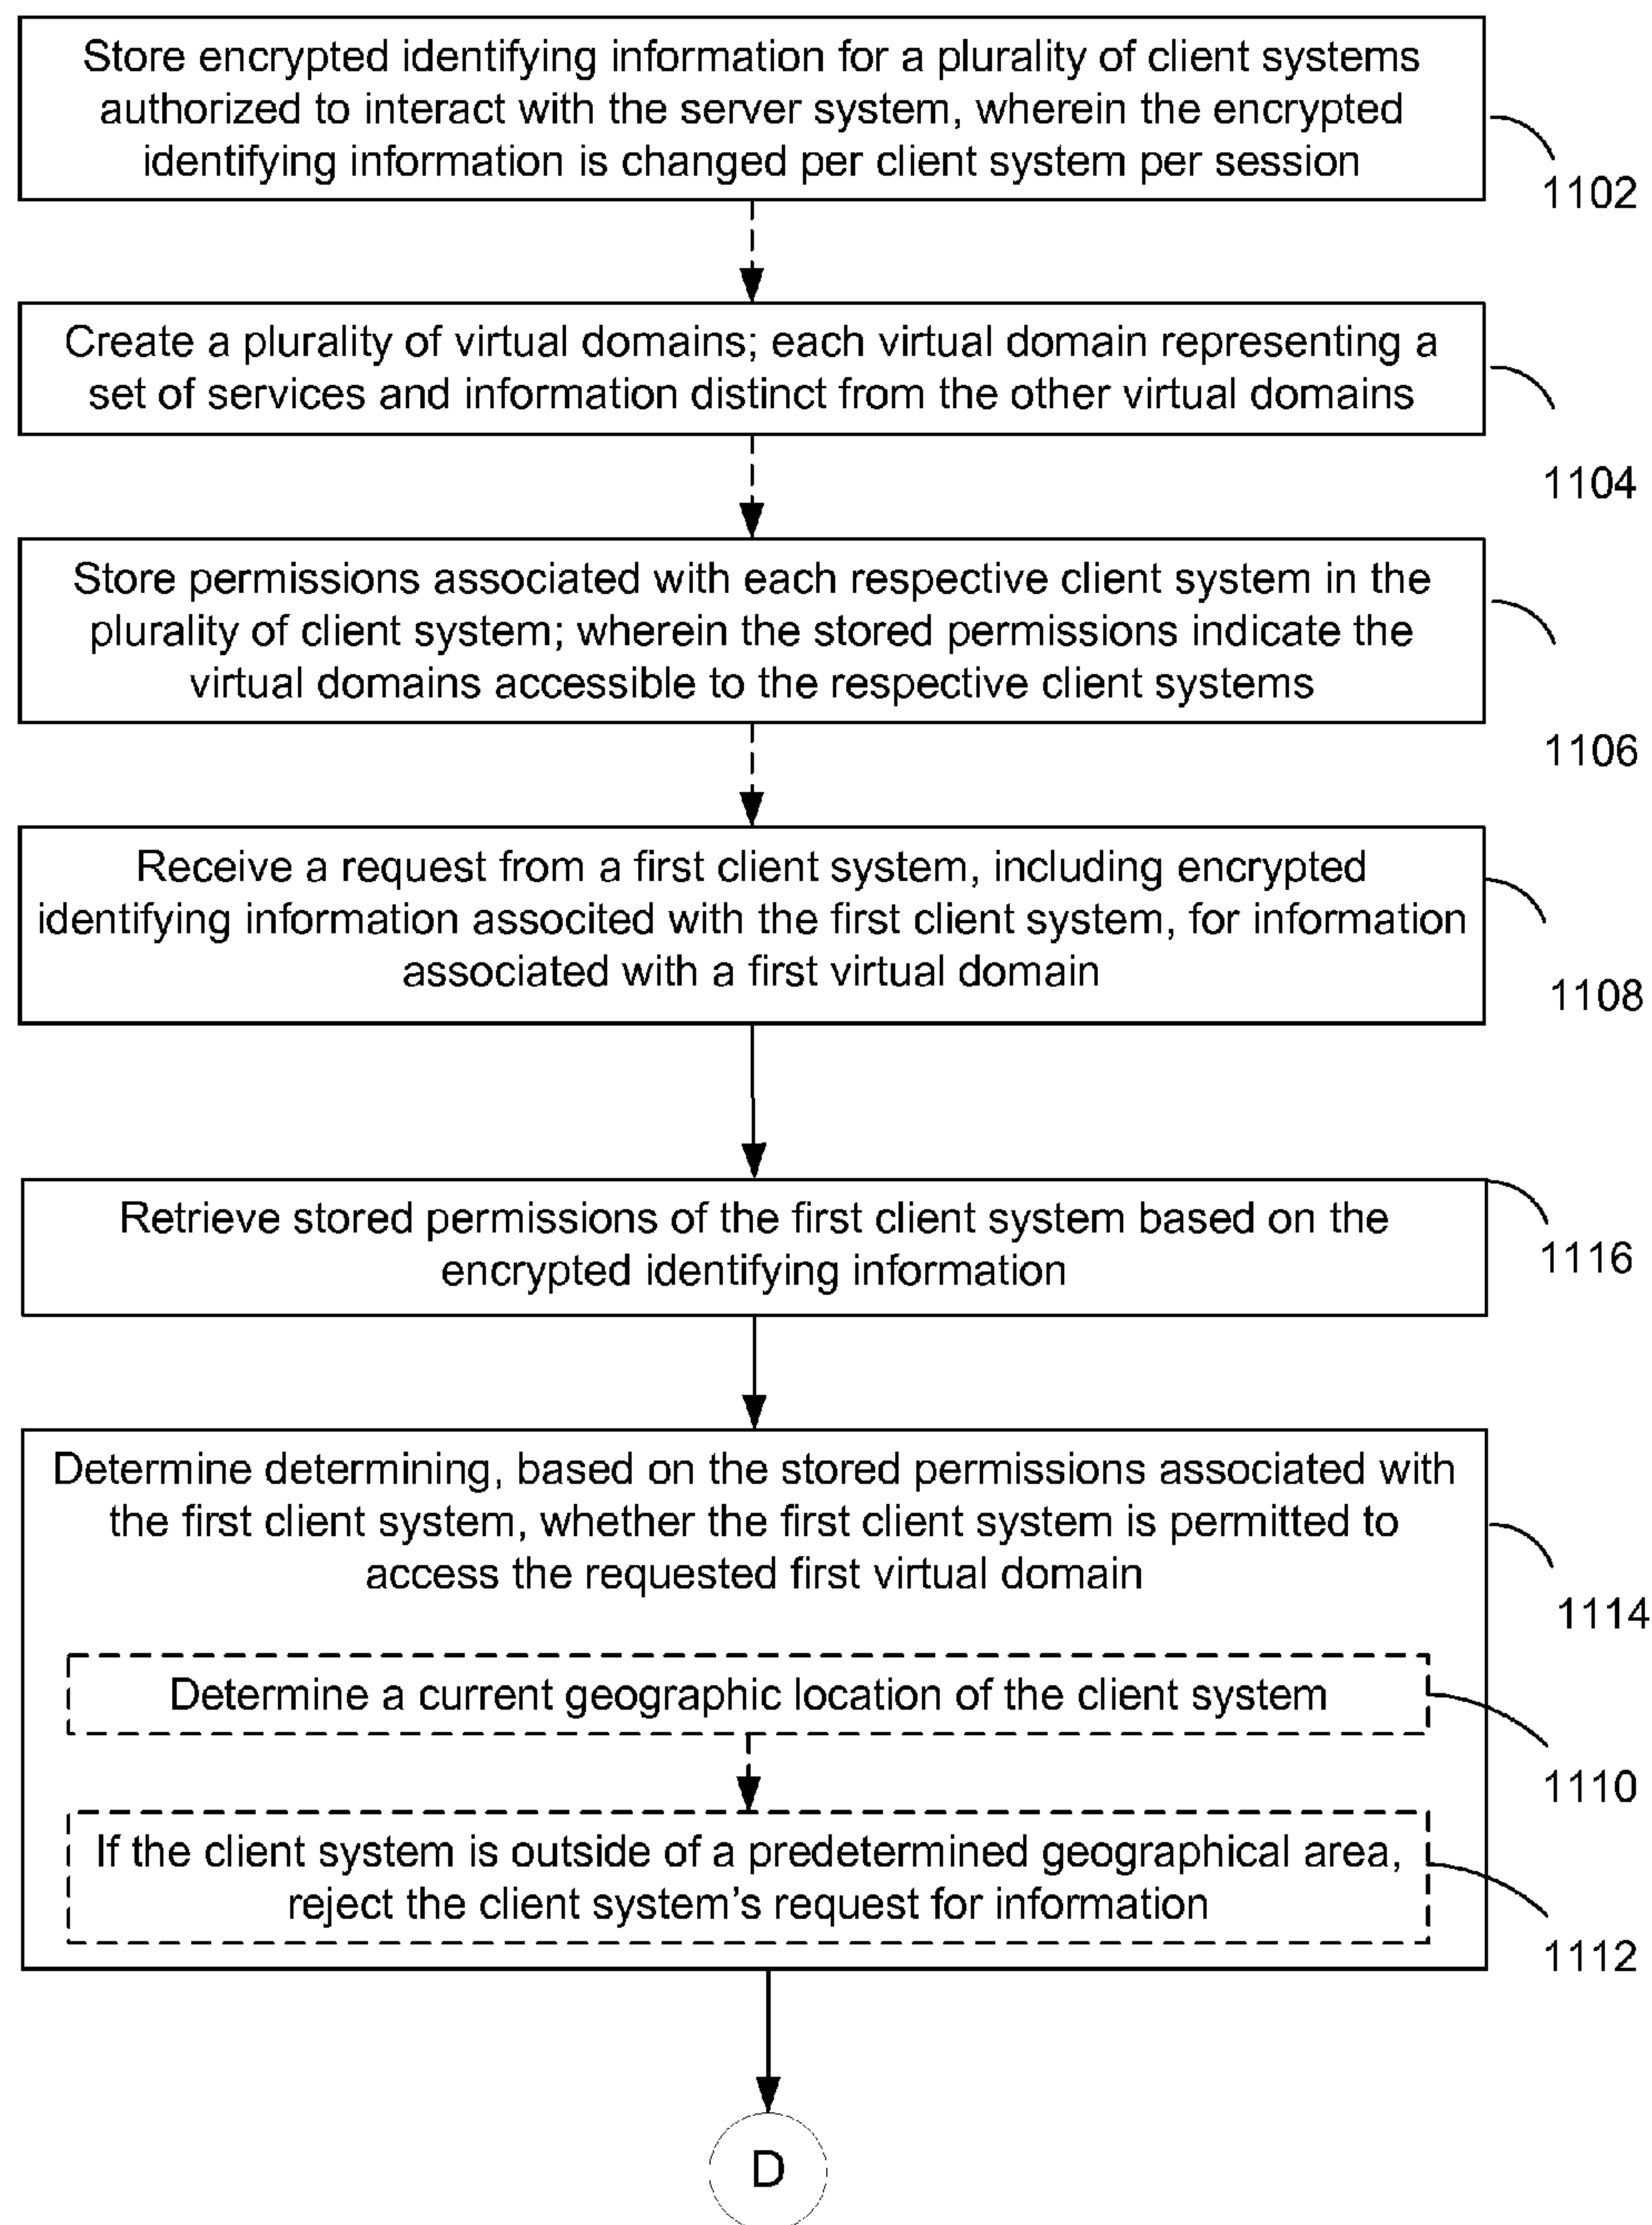 Store encrypted identifying information for a plurality of client systems
authorized to interact with the server system, wherein the encrypted
identifying information is changed per client system per session
1102
Create a plurality of virtual domains; each virtual domain representing a
set of services and information distinct from the other virtual domains
1104
Store permissions associated with each respective client system in the
plurality of client system; wherein the stored permissions indicate the
virtual domains accessible to the respective client systems
1106
Receive a request from a first client system, including encrypted
identifying information associted with the first client system, for information
associated with a first virtual domain
1108
Retrieve stored permissions of the first client system based on the
encrypted identifying information
1116
Determine determining, based on the stored permissions associated with
the first client system, whether the first client system is permitted to
access the requested first virtual domain
1114
Determine a current geographic location of the client system
1110
If the client system is outside of a predetermined geographical area,
reject the client system's request for information
1112
D